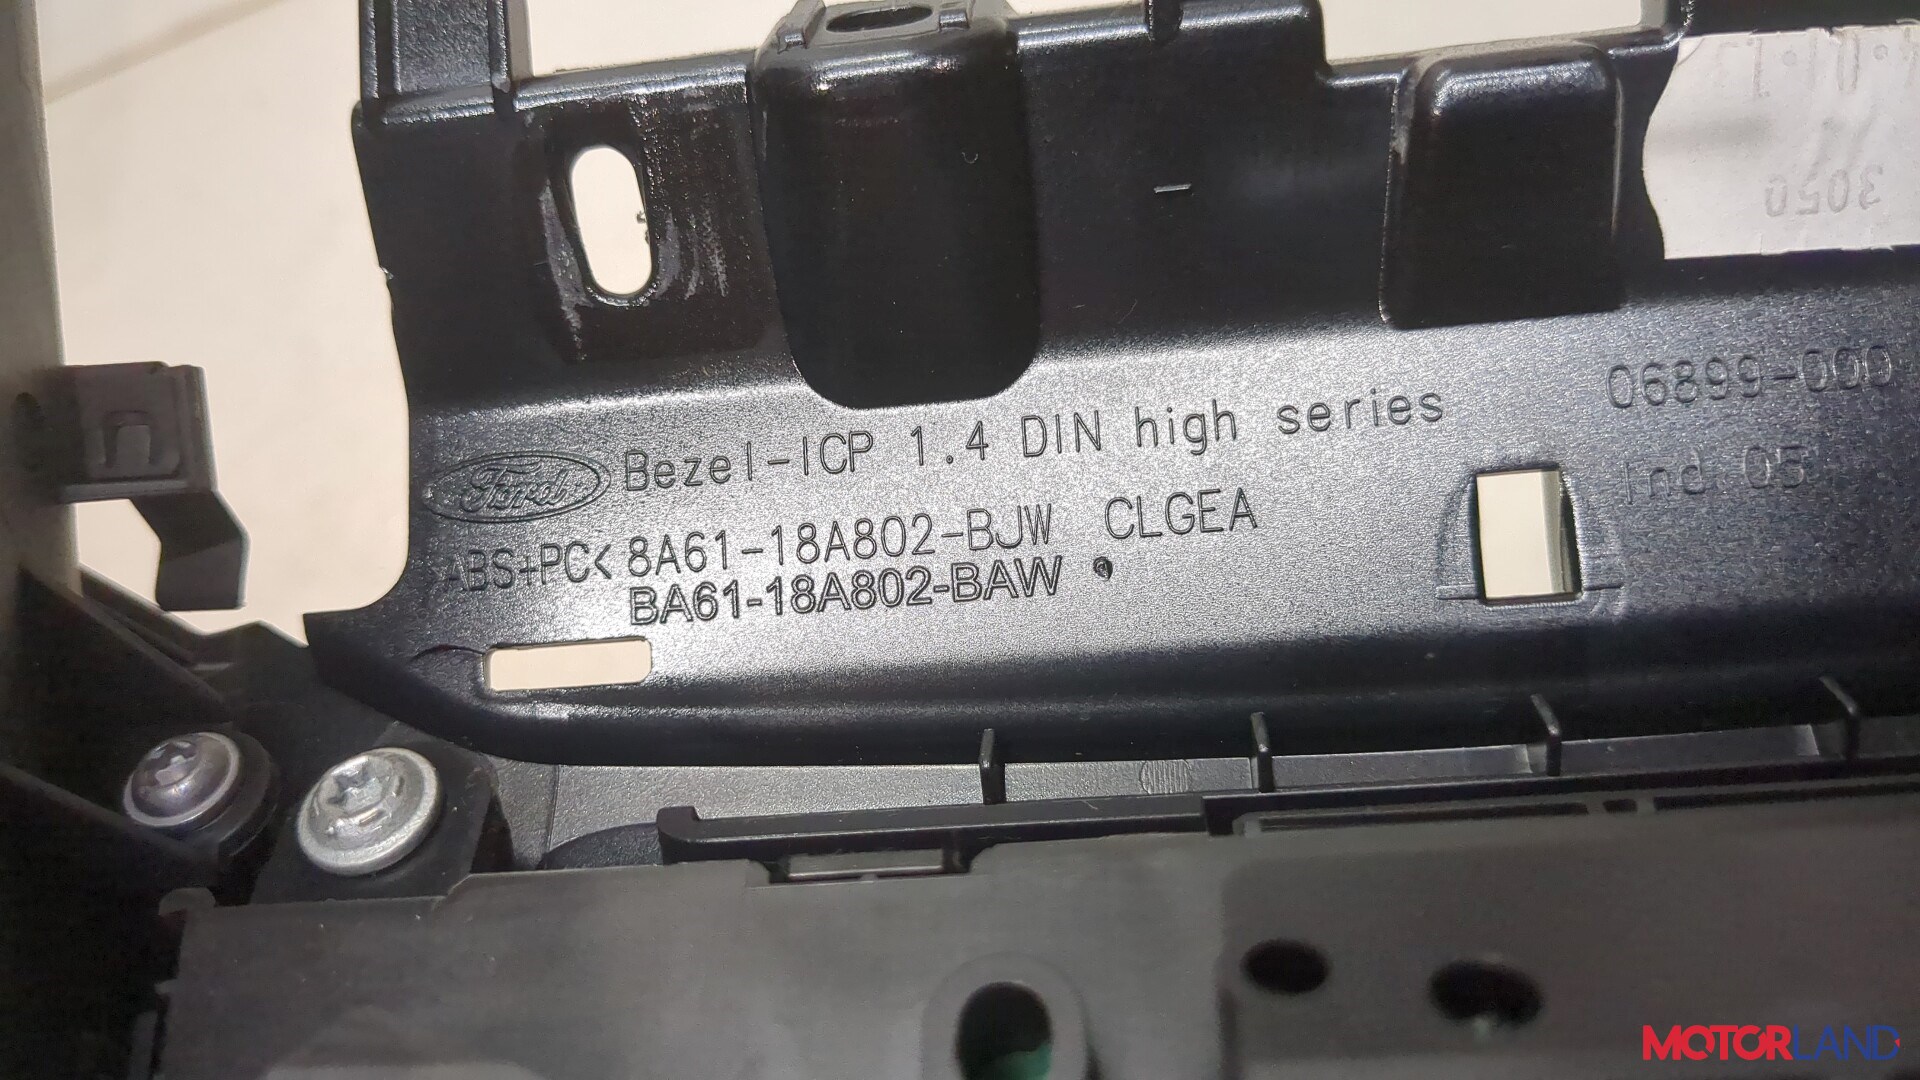 3050
06899-000
Ford Bezel-ICP 1.4 DIN high series
Ind. 05
ABS+PC< 8A61-18A802-BJW CLGEA
BA61-18A802-BAW
MOTORLAND